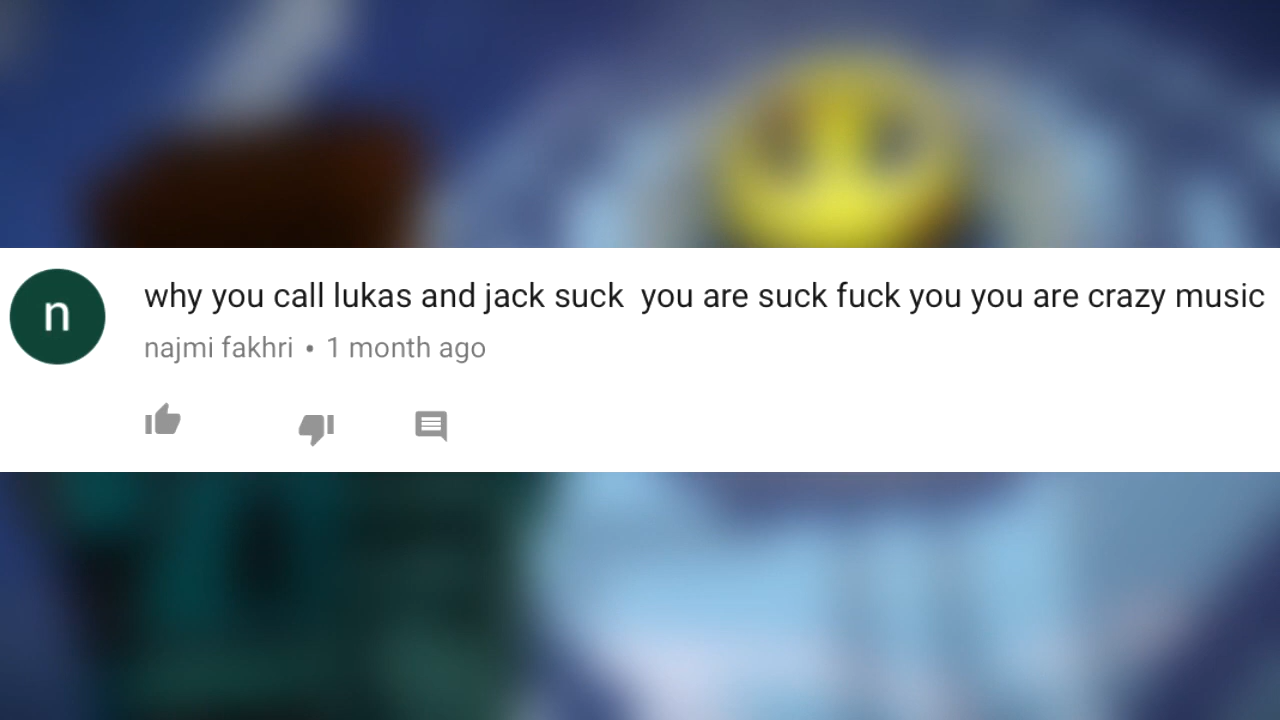 why you call lukas and jack suck  you are suck fuck you you are crazy music
n
najmi fakhri • 1 month ago